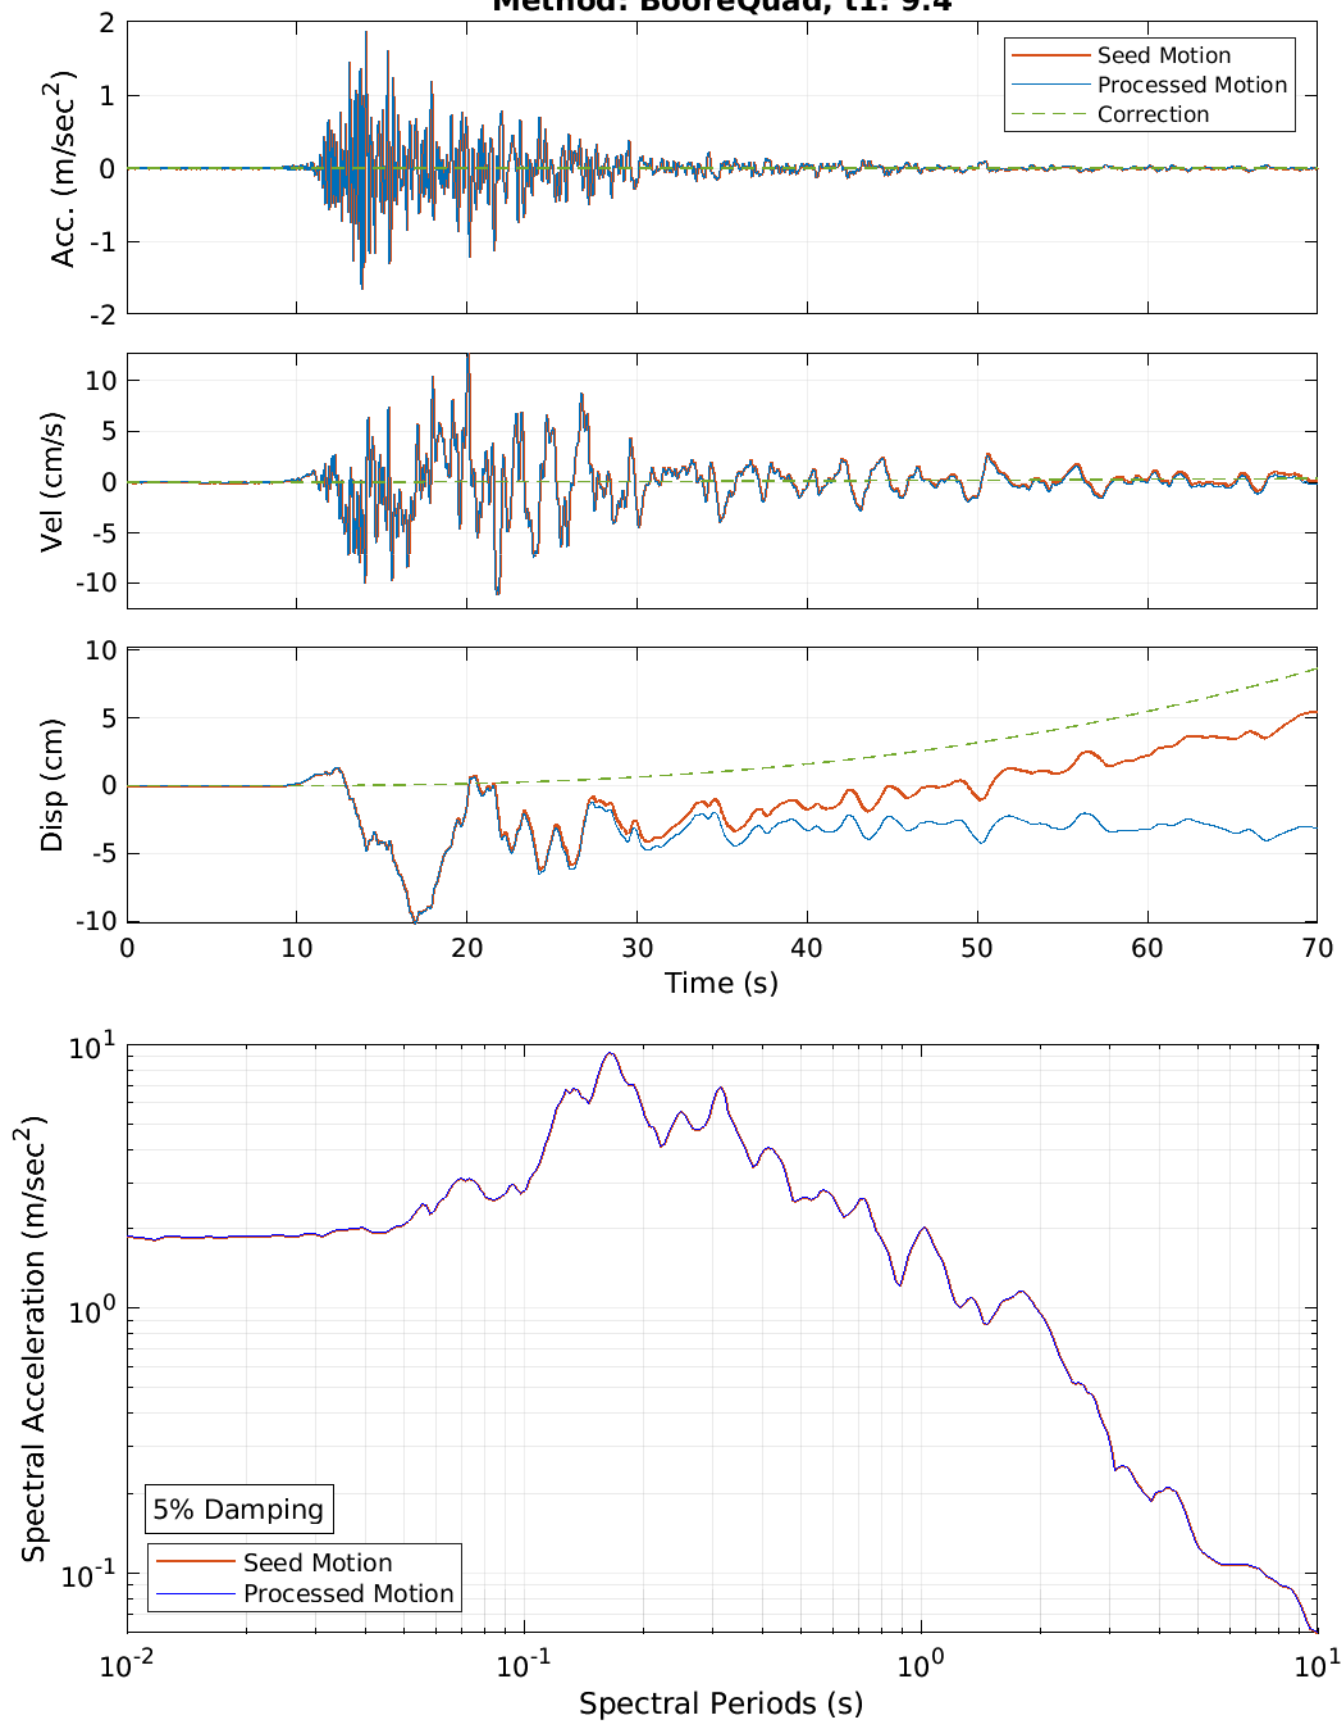 Method: BooreQuad, t1: 9.4
2
1
0
-1
-2
Acc. (m/sec²)
Seed Motion
Processed Motion
Correction
10
5
0
-5
-10
Vel (cm/s)
10
5
0
-5
-10
Disp (cm)
0 10 20 30 40 50 60 70
Time (s)
10¹
10⁰
10⁻¹
Spectral Acceleration (m/sec²)
5% Damping
Seed Motion
Processed Motion
10⁻² 10⁻¹ 10⁰ 10¹
Spectral Periods (s)